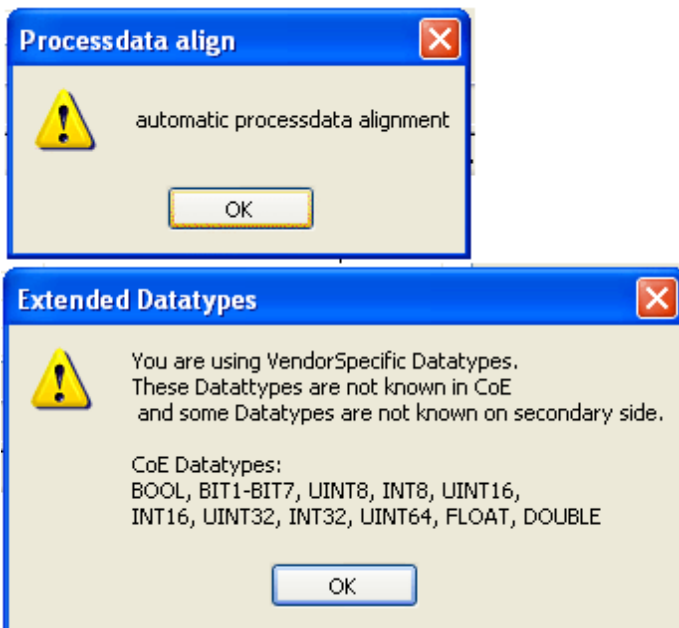 Processdata align
automatic processdata alignment
OK
Extended Datatypes
You are using VendorSpecific Datatypes.
These Datattypes are not known in CoE
and some Datatypes are not known on secondary side.
CoE Datatypes:
BOOL, BIT1-BIT7, UINT8, INT8, UINT16,
INT16, UINT32, INT32, UINT64, FLOAT, DOUBLE
OK